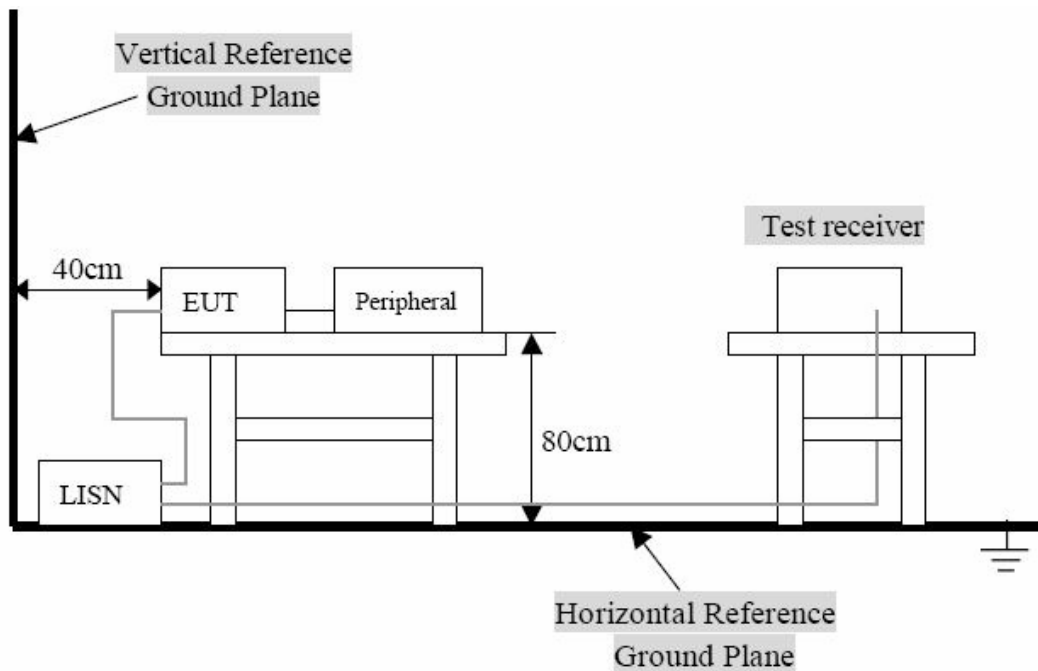 Vertical Reference
Ground Plane
Test receiver
40cm
EUT
Peripheral
80cm
LISN
Horizontal Reference
Ground Plane